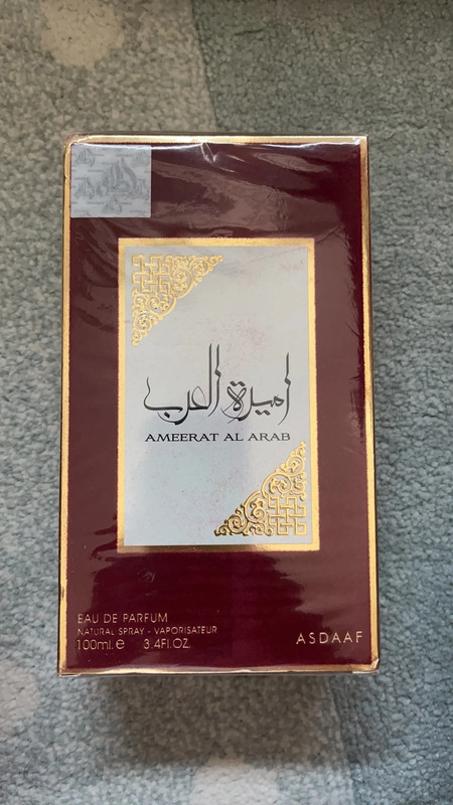 اميرة العرب
AMEERAT AL ARAB
EAU DE PARFUM
NATURAL SPRAY - VAPORISATEUR
100ml.e 3.4Fl.OZ.
ASDAAF